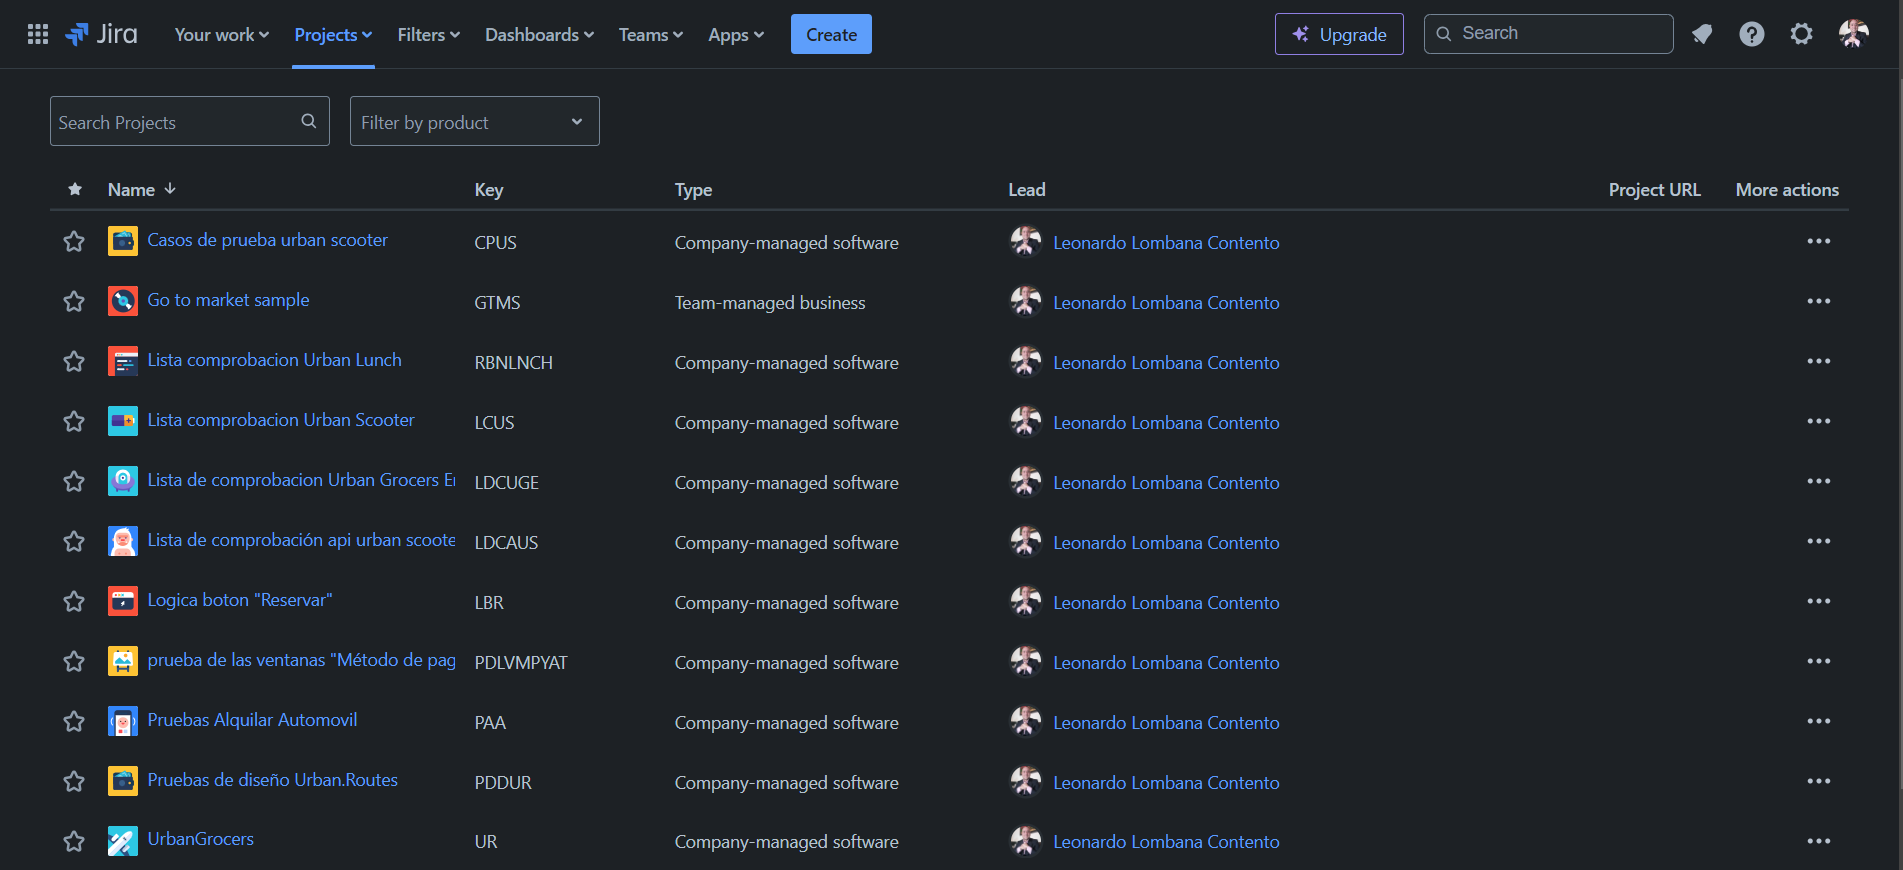 Jira Your work Projects Filters Dashboards Teams Apps Create Upgrade Search
Search Projects Filter by product
Name Key Type Lead Project URL More actions
Casos de prueba urban scooter CPUS Company-managed software Leonardo Lombana Contento
Go to market sample GTMS Team-managed business Leonardo Lombana Contento
Lista comprobacion Urban Lunch RBNLNCH Company-managed software Leonardo Lombana Contento
Lista comprobacion Urban Scooter LCUS Company-managed software Leonardo Lombana Contento
Lista de comprobacion Urban Grocers Er LDCUGE Company-managed software Leonardo Lombana Contento
Lista de comprobación api urban scoote LDCAUS Company-managed software Leonardo Lombana Contento
Logica boton "Reservar" LBR Company-managed software Leonardo Lombana Contento
prueba de las ventanas "Método de pag PDLVMPYAT Company-managed software Leonardo Lombana Contento
Pruebas Alquilar Automovil PAA Company-managed software Leonardo Lombana Contento
Pruebas de diseño Urban.Routes PDDUR Company-managed software Leonardo Lombana Contento
UrbanGrocers UR Company-managed software Leonardo Lombana Contento